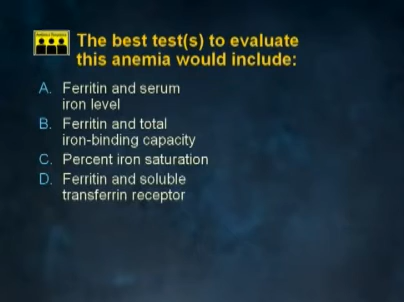 The best test(s) to evaluate
this anemia would include:
A. Ferritin and serum
iron level
B. Ferritin and total
iron-binding capacity
C. Percent iron saturation
D. Ferritin and soluble
transferrin receptor